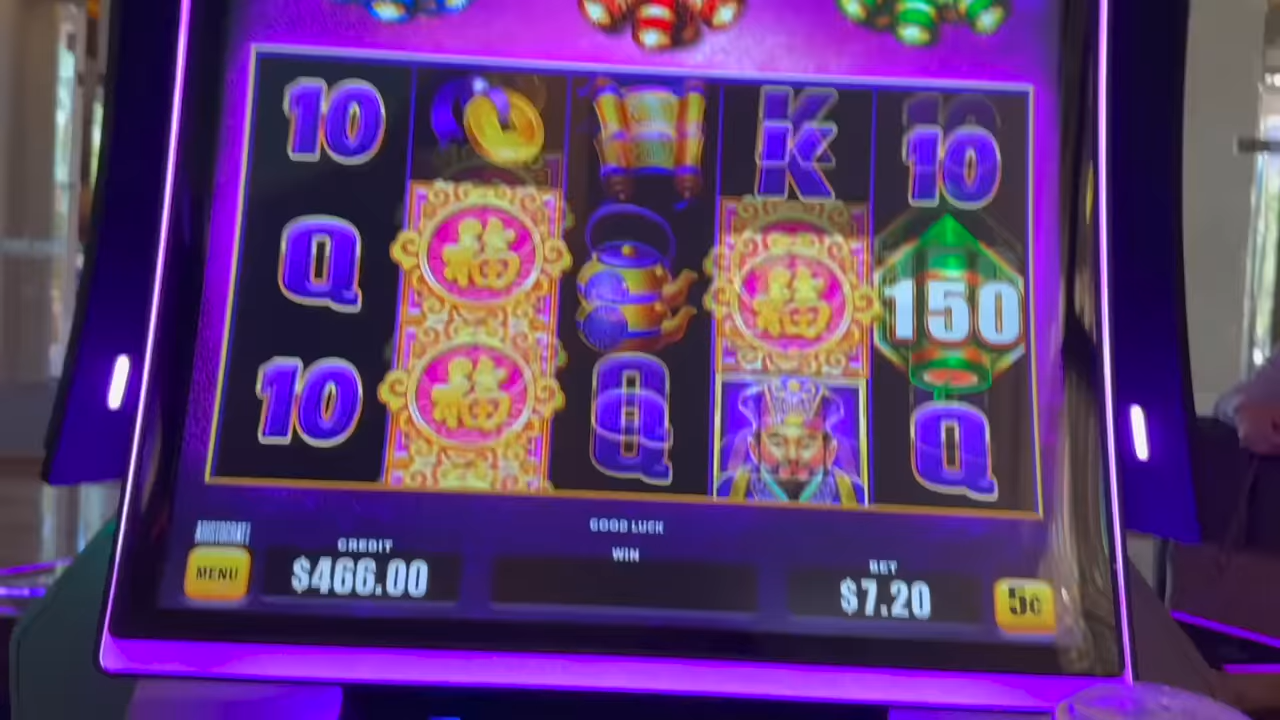 10 K 10
Q 福 福 150
10 福 Q Q
GOOD LUCK
ARISTOCRAT
MENU
CREDIT
$466.00
WIN
BET
$7.20
5¢